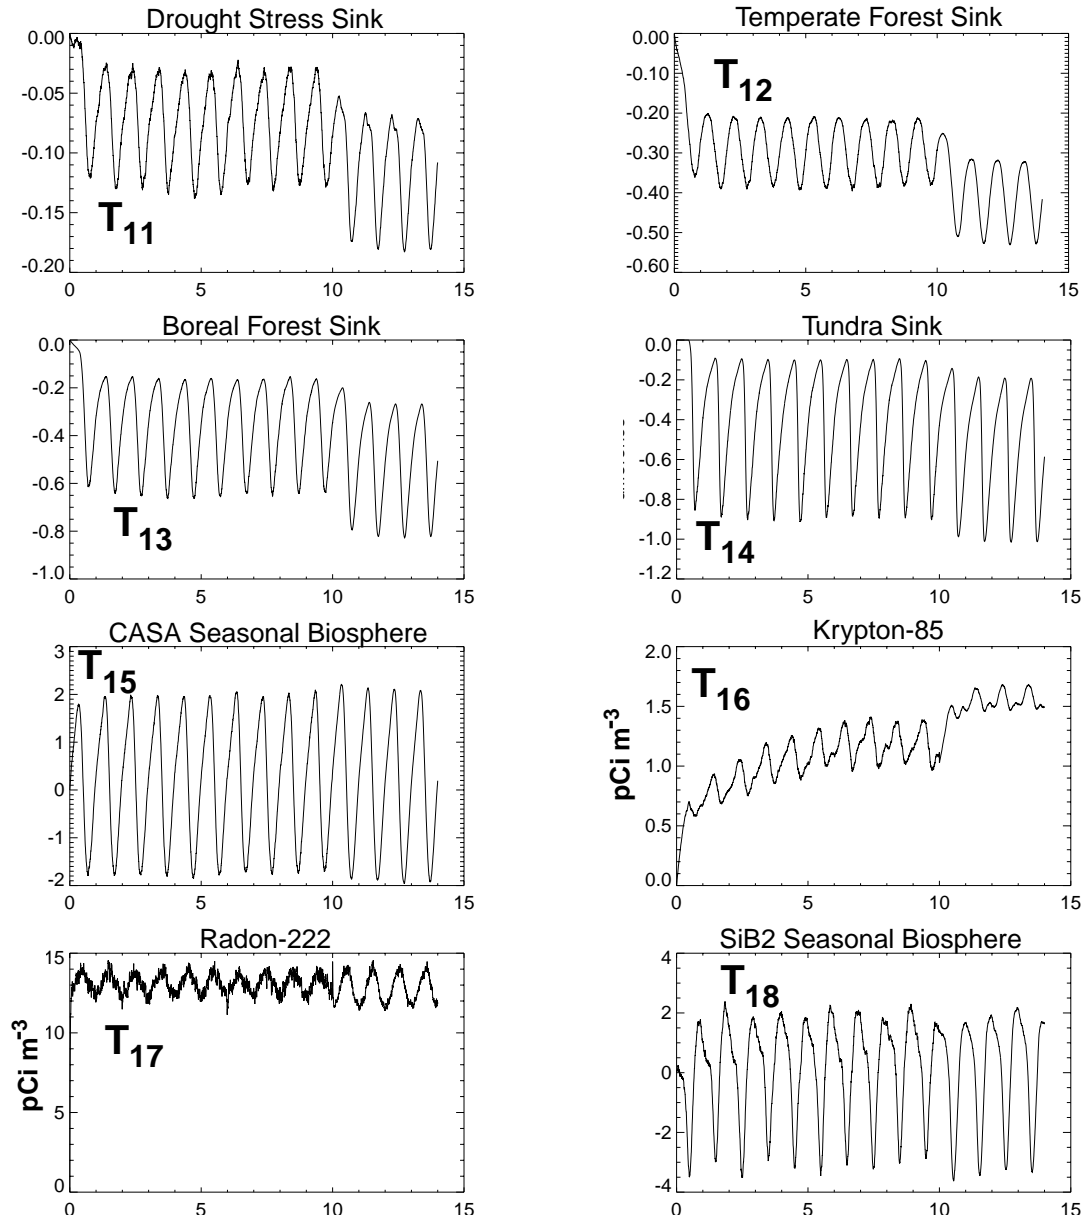 Drought Stress Sink
0.00
-0.05
-0.10
-0.15
-0.20
T11
0 5 10 15
Temperate Forest Sink
0.00
-0.10
-0.20
-0.30
-0.40
-0.50
-0.60
T12
0 5 10 15
Boreal Forest Sink
0.0
-0.2
-0.4
-0.6
-0.8
-1.0
T13
0 5 10 15
Tundra Sink
0.0
-0.2
-0.4
-0.6
-0.8
-1.0
-1.2
T14
0 5 10 15
CASA Seasonal Biosphere
3
2
1
0
-1
-2
T15
0 5 10 15
Krypton-85
2.0
1.5
1.0
0.5
0.0
pCi m-3
T16
0 5 10 15
Radon-222
15
13
10
8
5
3
0
pCi m-3
T17
0 5 10 15
SiB2 Seasonal Biosphere
4
2
0
-2
-4
T18
0 5 10 15